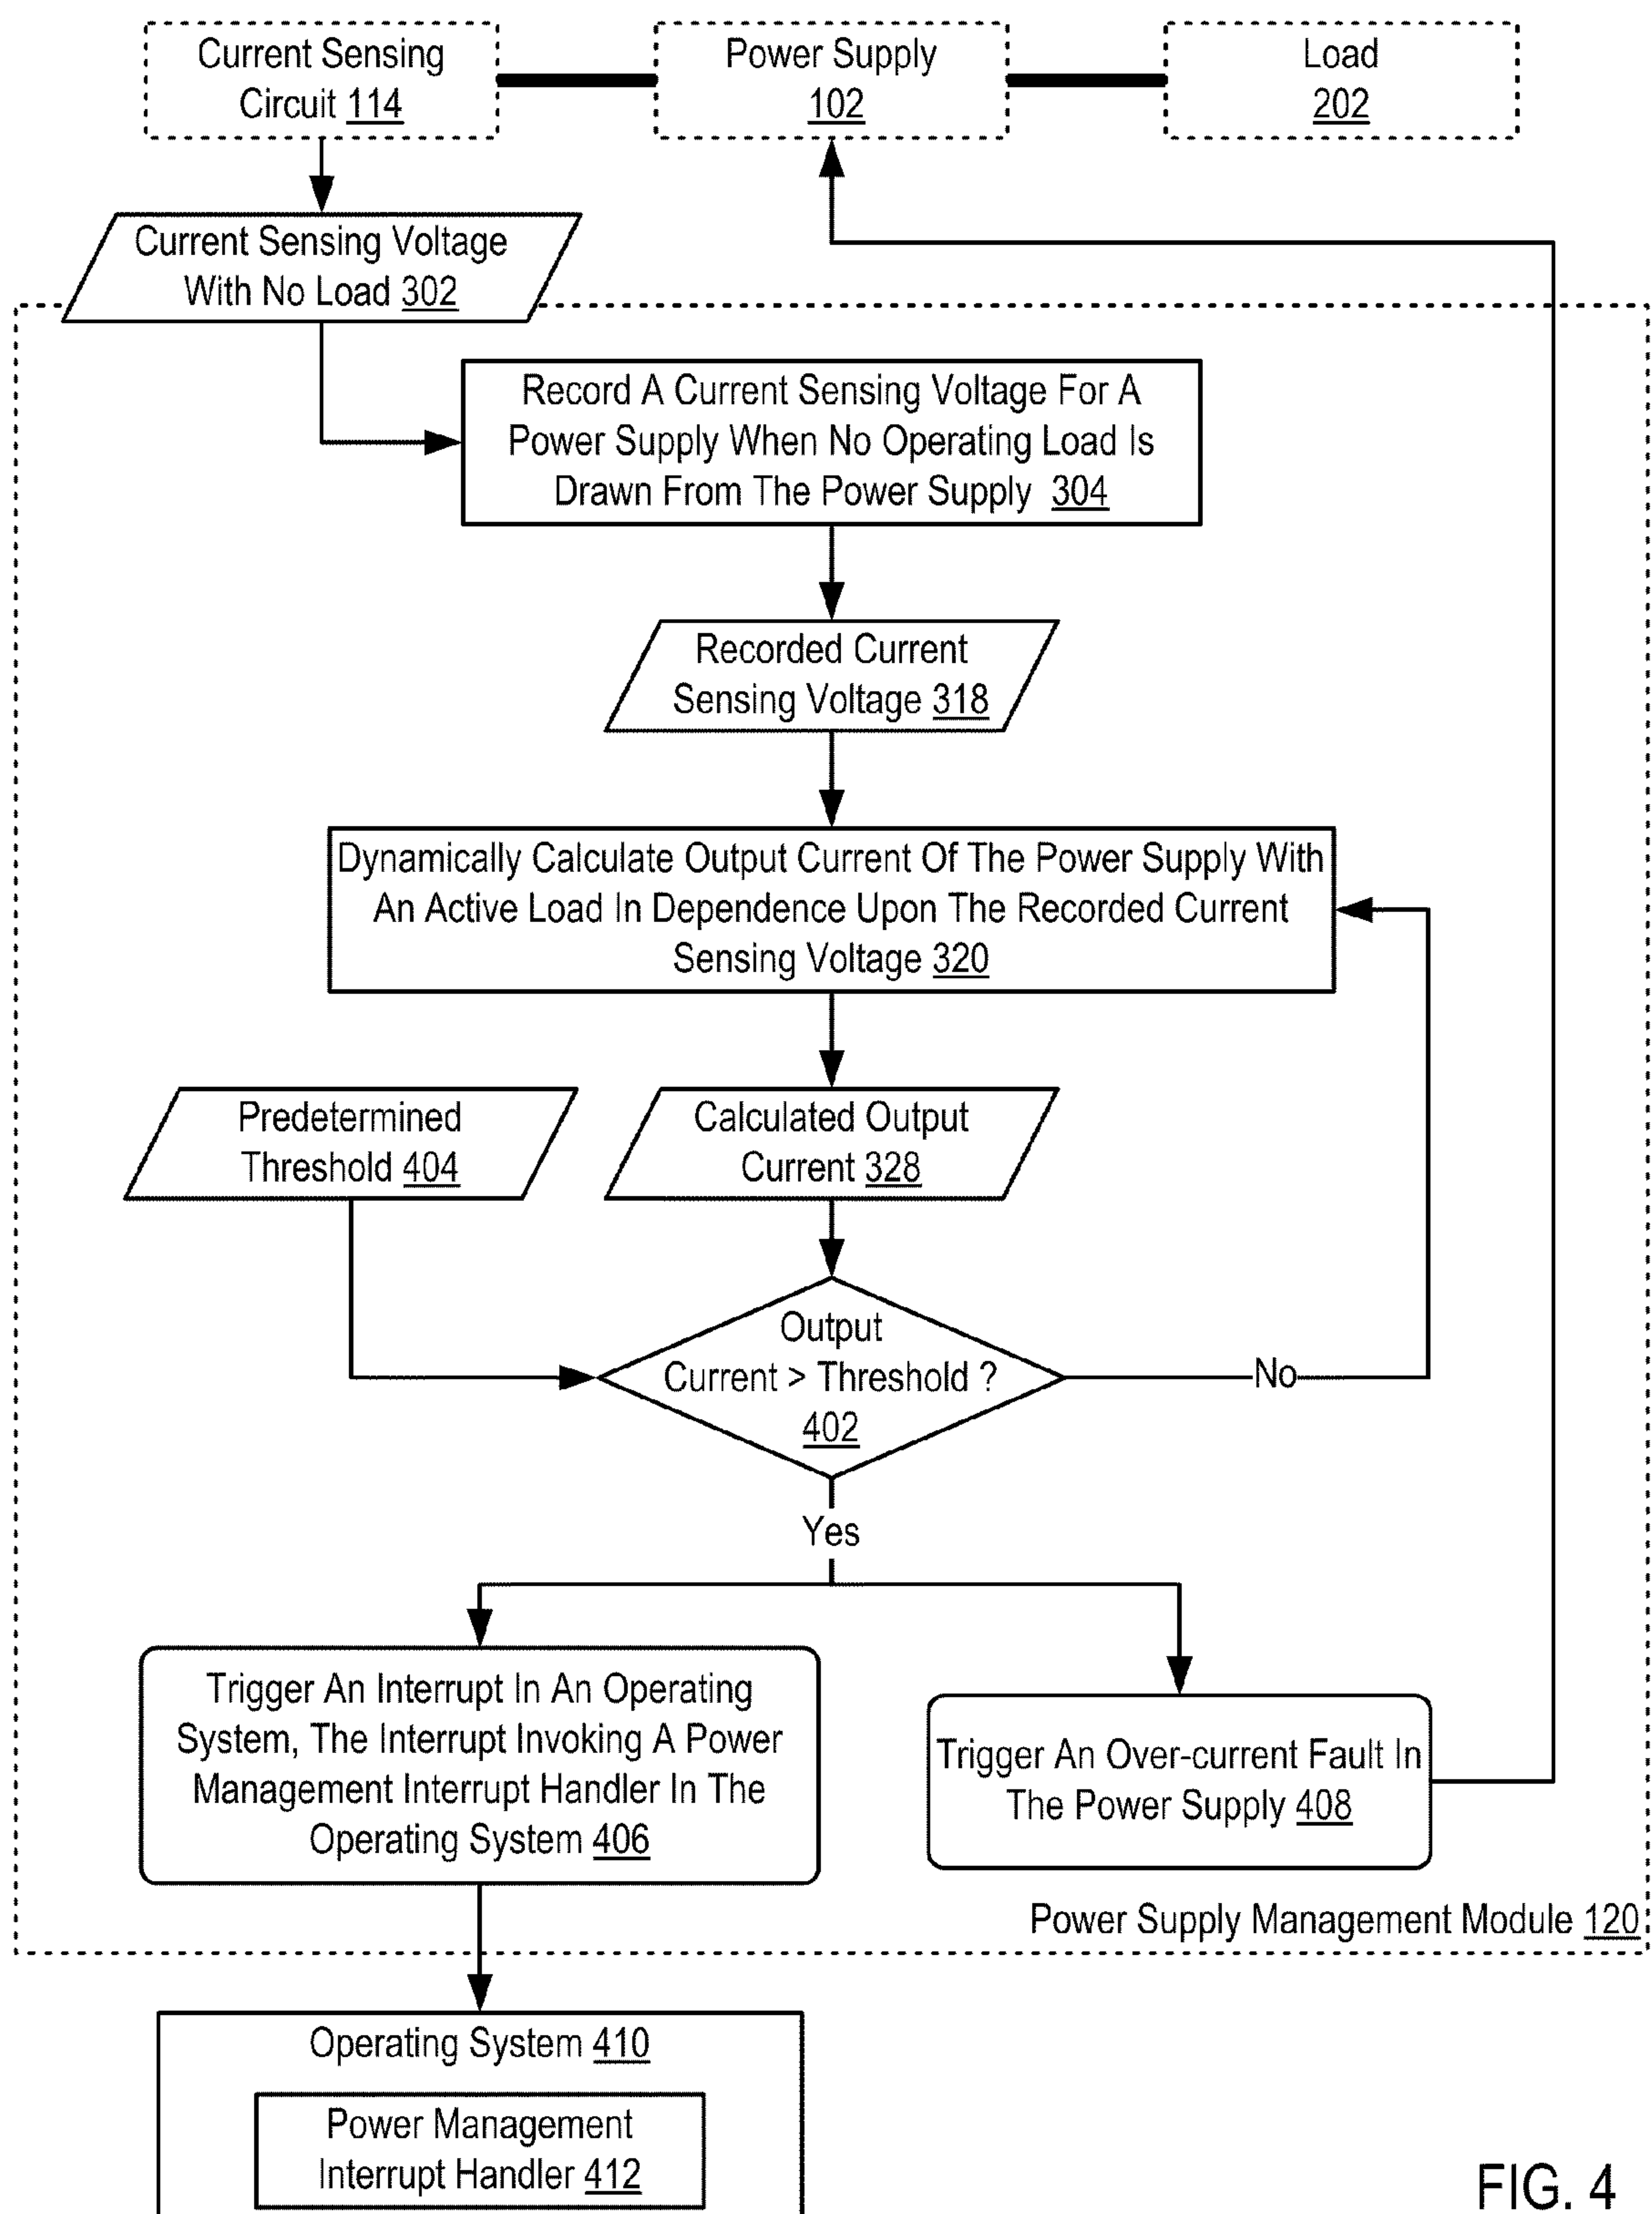 Current Sensing
Circuit 114
Power Supply
102
Load
202
Current Sensing Voltage
With No Load 302
Record A Current Sensing Voltage For A
Power Supply When No Operating Load Is
Drawn From The Power Supply 304
Recorded Current
Sensing Voltage 318
Dynamically Calculate Output Current Of The Power Supply With
An Active Load In Dependence Upon The Recorded Current
Sensing Voltage 320
Predetermined
Threshold 404
Calculated Output
Current 328
Output
Current > Threshold ?
402
No
Yes
Trigger An Interrupt In An Operating
System, The Interrupt Invoking A Power
Management Interrupt Handler In The
Operating System 406
Trigger An Over-current Fault In
The Power Supply 408
Power Supply Management Module 120
Operating System 410
Power Management
Interrupt Handler 412
FIG. 4